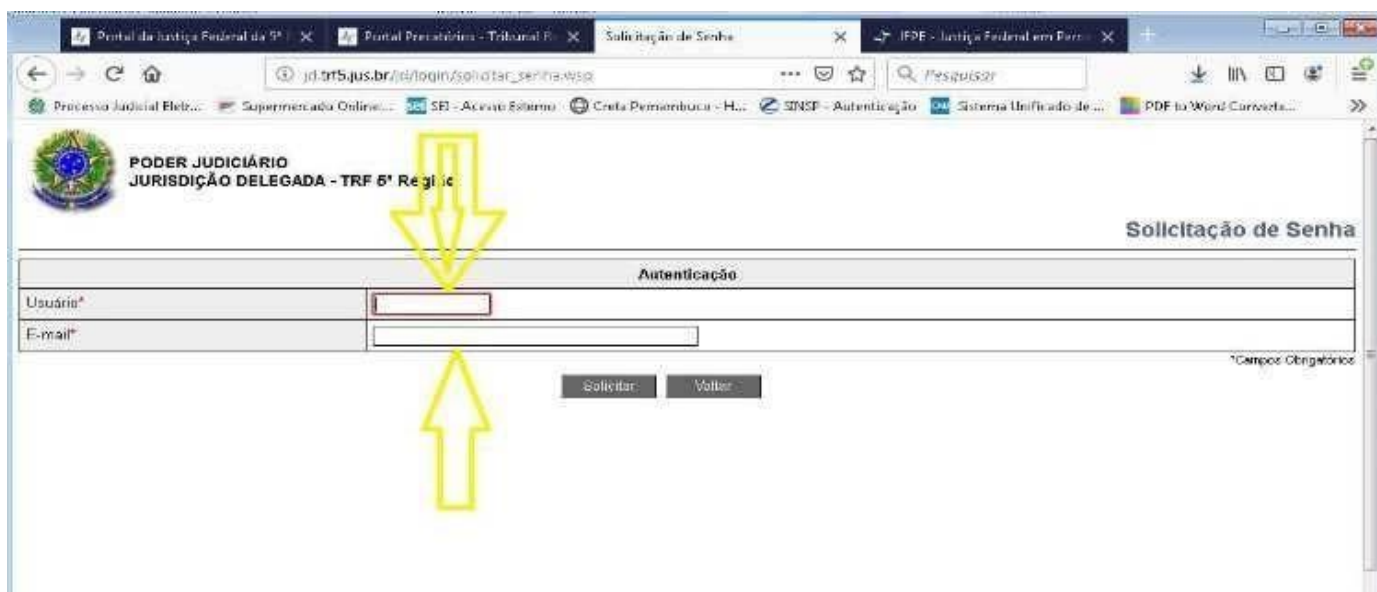 Portal da Justiça Federal da 5ª
Portal Precatórios - Tribunal R
Solicitação de Senha
JFPE - Justiça Federal em Pern
jd.trf5.jus.br/jd/login/solicitar_senha.wsp
Pesquisar
Processo Judicial Eletr...
Supermercado Online...
SEI - Acesso Externo
Creta Pernambuco - H...
SINSP - Autenticação
Sistema Unificado de ...
PDF to Word Converte...
PODER JUDICIÁRIO
JURISDIÇÃO DELEGADA - TRF 5ª Região
Solicitação de Senha
Autenticação
Usuário*
E-mail*
*Campos Obrigatórios
Solicitar
Voltar